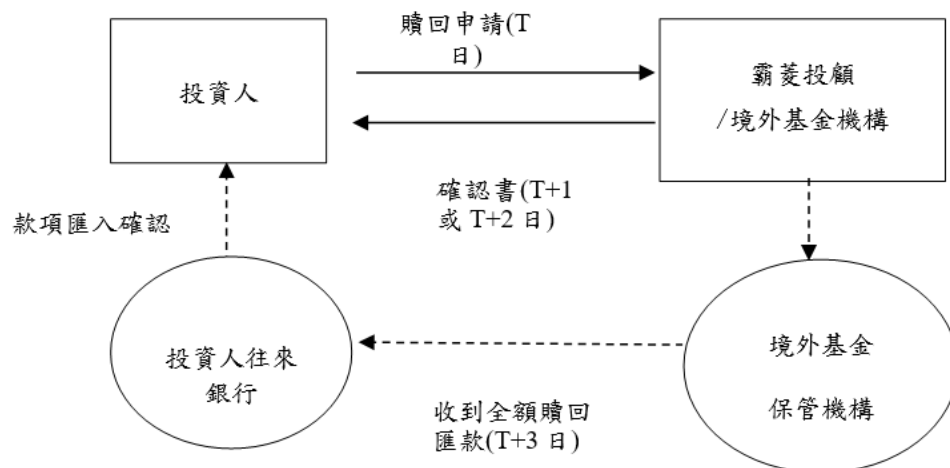 贖回申請(T
日)
投資人
霸菱投顧
/境外基金機構
確認書(T+1
或 T+2 日)
款項匯入確認
投資人往來
銀行
境外基金
保管機構
收到全額贖回
匯款(T+3 日)